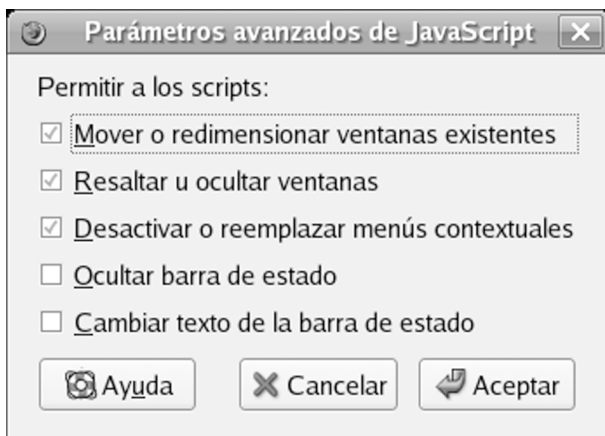 Parámetros avanzados de JavaScript
Permitir a los scripts:
Mover o redimensionar ventanas existentes
Resaltar u ocultar ventanas
Desactivar o reemplazar menús contextuales
Ocultar barra de estado
Cambiar texto de la barra de estado
Ayuda Cancelar Aceptar